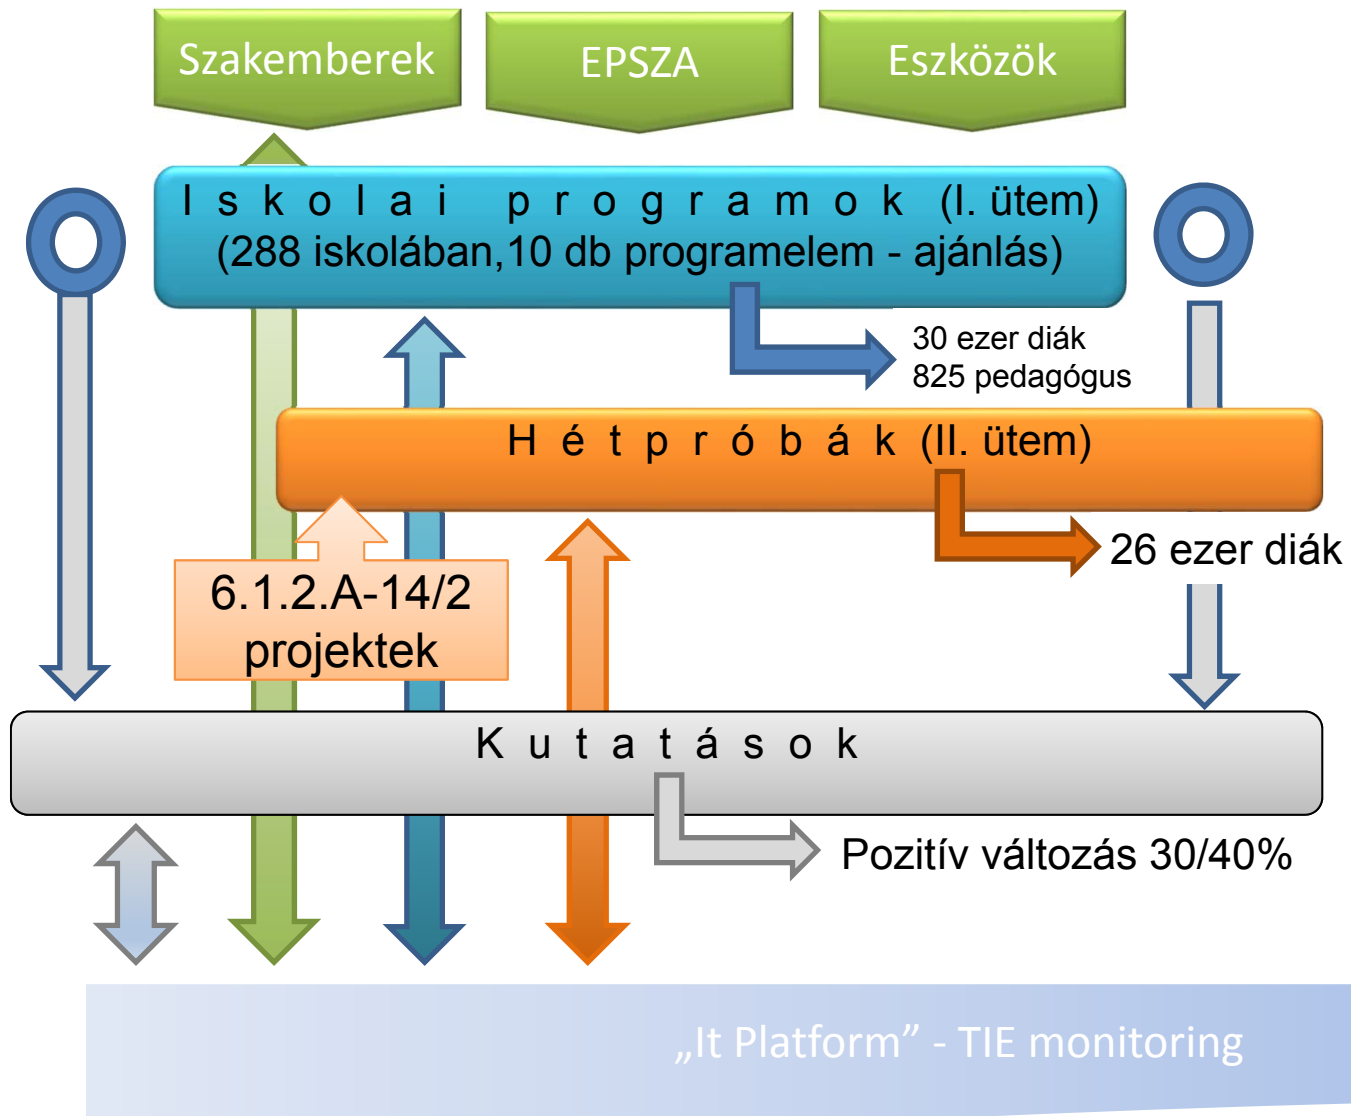 Szakemberek
EPSZA
Eszközök
I s k o l a i p r o g r a m o k (I. ütem)
(288 iskolában,10 db programelem - ajánlás)
30 ezer diák
825 pedagógus
H é t p r ó b á k (II. ütem)
26 ezer diák
6.1.2.A-14/2
projektek
K u t a t á s o k
Pozitív változás 30/40%
„It Platform” - TIE monitoring